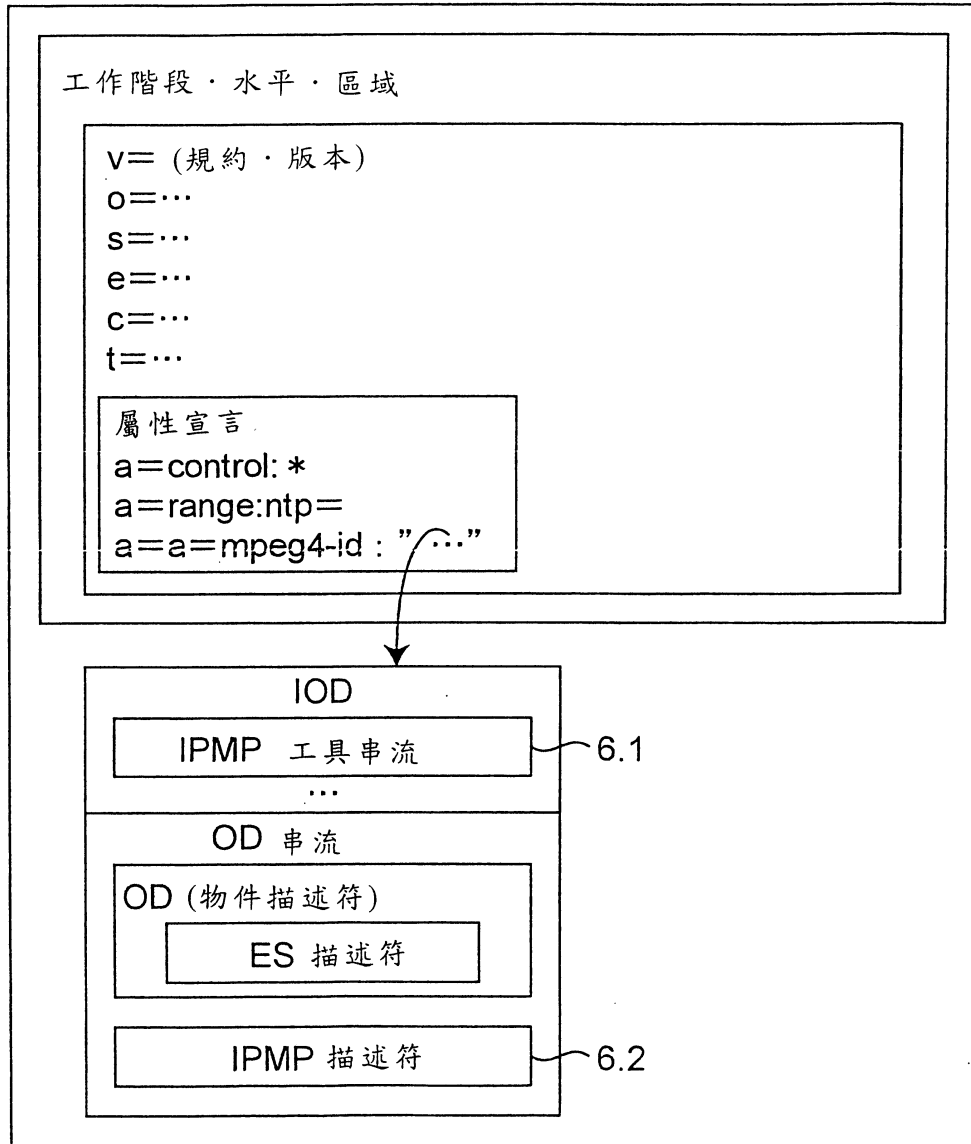 工作階段·水平·區域
v= (規約·版本)
o=…
s=…
e=…
c=…
t=…
屬性宣言
a=control: *
a=range:ntp=
a=a=mpeg4-id : "…"
IOD
IPMP 工具串流
6.1
…
OD 串流
OD (物件描述符)
ES 描述符
IPMP 描述符
6.2